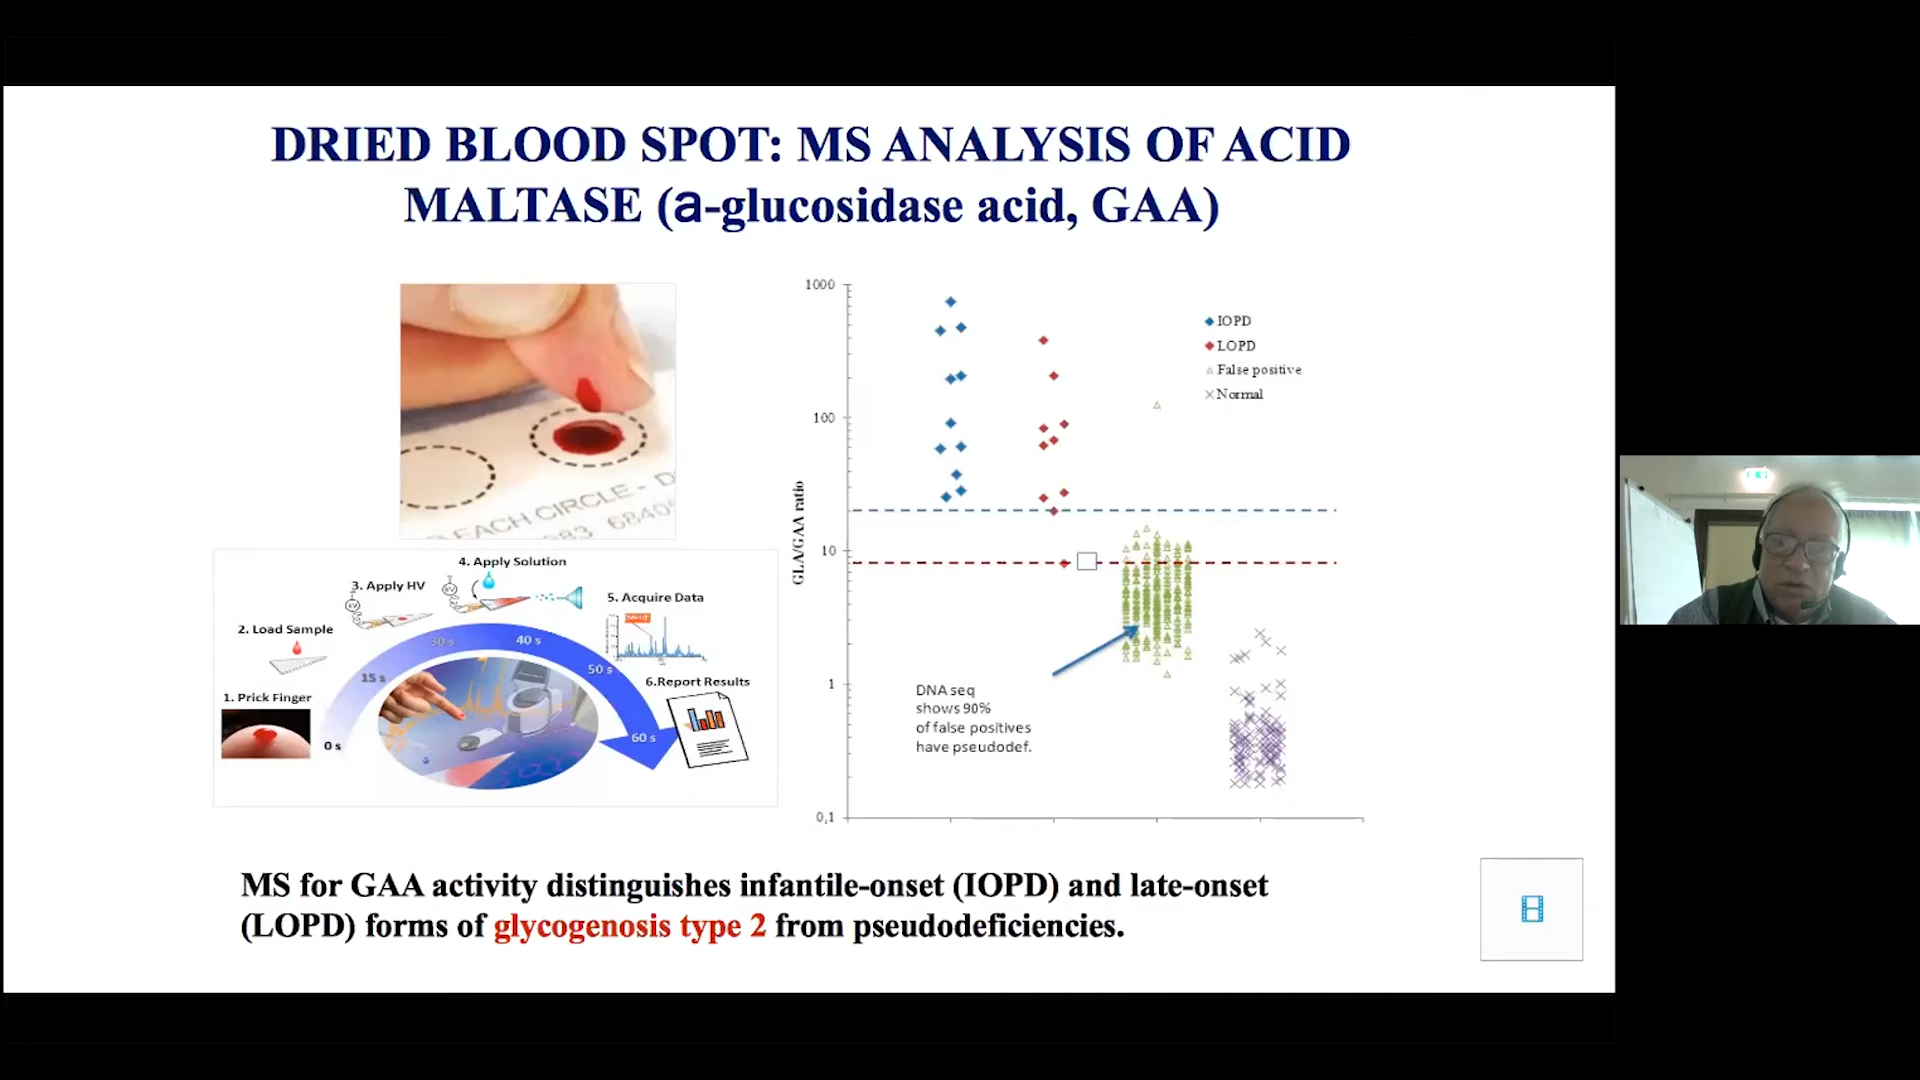 DRIED BLOOD SPOT: MS ANALYSIS OF ACID
MALTASE (a-glucosidase acid, GAA)
EACH CIRCLE - D
983 6840
1. Prick Finger
2. Load Sample
3. Apply HV
4. Apply Solution
5. Acquire Data
6.Report Results
0 s
15 s
30 s
40 s
50 s
60 s
GLA/GAA ratio
1000
100
10
1
0,1
IOPD
LOPD
False positive
Normal
DNA seq
shows 90%
of false positives
have pseudodef.
MS for GAA activity distinguishes infantile-onset (IOPD) and late-onset
(LOPD) forms of glycogenosis type 2 from pseudodeficiencies.